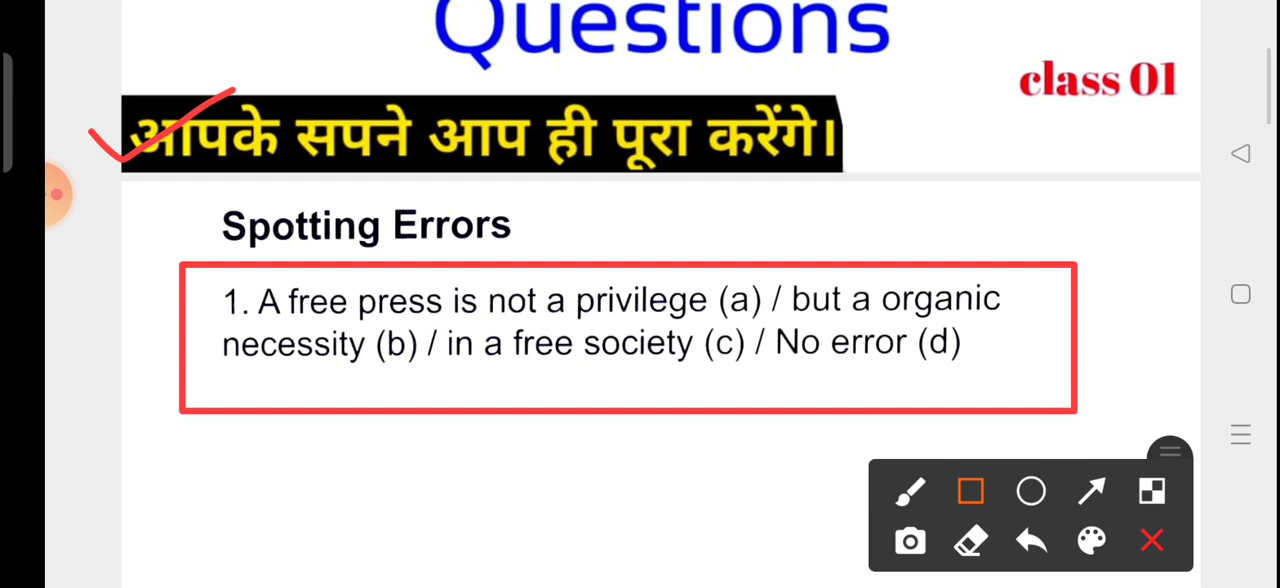 Questions
class 01
आपके सपने आप ही पूरा करेंगे।
Spotting Errors
1. A free press is not a privilege (a) / but a organic
necessity (b) / in a free society (c) / No error (d)